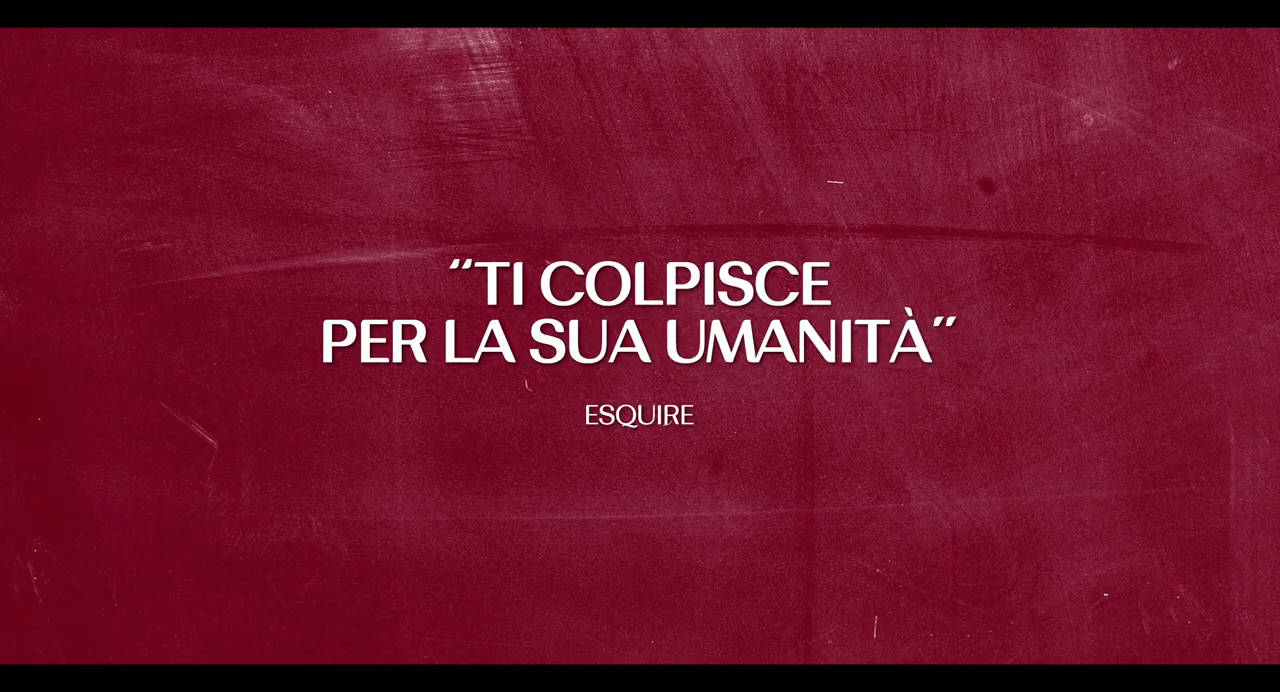 “TI COLPISCE
PER LA SUA UMANITÀ”
ESQUIRE